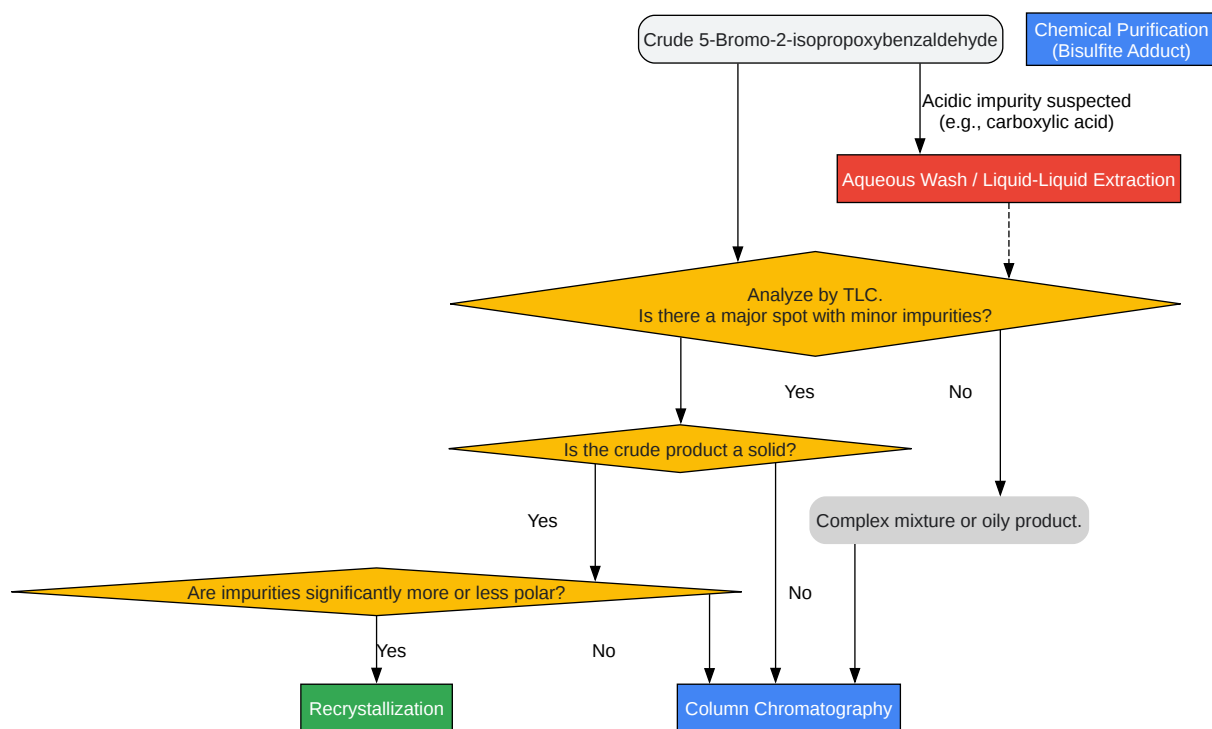 Crude 5-Bromo-2-isopropoxybenzaldehyde
Chemical Purification
(Bisulfite Adduct)
Acidic impurity suspected
(e.g., carboxylic acid)
Aqueous Wash / Liquid-Liquid Extraction
Analyze by TLC.
Is there a major spot with minor impurities?
Yes
No
Is the crude product a solid?
Yes
Complex mixture or oily product.
Are impurities significantly more or less polar?
No
Yes
No
Recrystallization
Column Chromatography